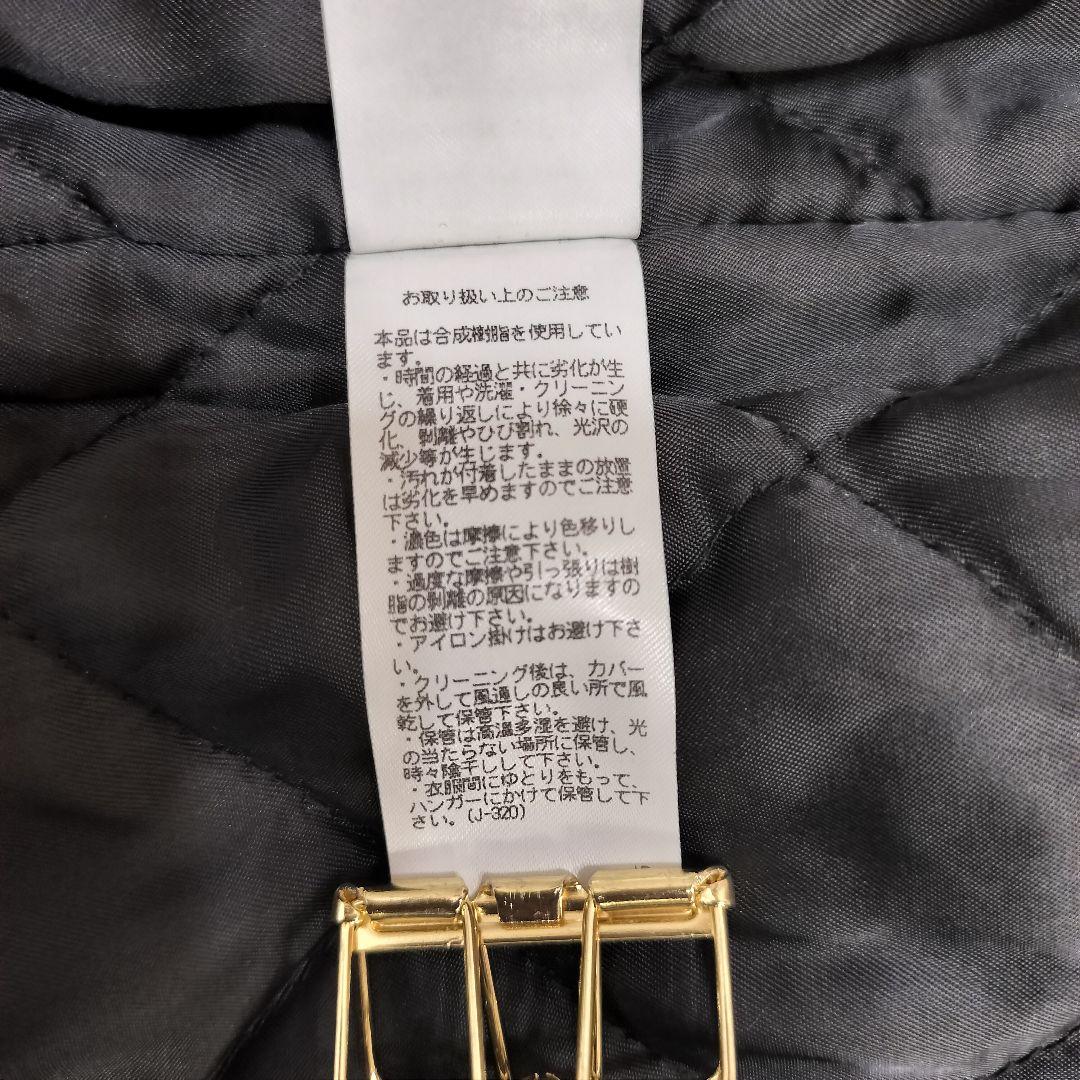 お取り扱い上のご注意
本品は合成樹脂を使用してい
ます。
・時間の経過と共に劣化が生
じ、着用や洗濯・クリーニン
グの繰り返しにより徐々に硬
化、剥離やひび割れ、光沢の
減少等が生じます。
・汚れが付着したままの放置
は劣化を早めますのでご注意
下さい。
・濃色は摩擦により色移りし
ますのでご注意下さい。
・過度な摩擦や引っ張りは樹
脂の剥離の原因になりますの
でお避け下さい。
・アイロン掛けはお避け下さ
い。
・クリーニング後は、カバー
を外して風通しの良い所で風
乾して保管下さい。
・保管は高温多湿を避け、光
の当たらない場所に保管し、
時々陰干しして下さい。
・衣服間にゆとりをもって、
ハンガーにかけて保管して下
さい。(J-320)